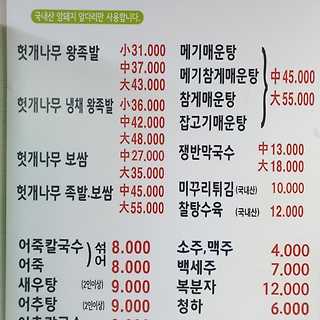 국내산 암돼지 앞다리만 사용합니다.
헛개나무 왕족발 小31.000
中37.000
大43.000
헛개나무 냉채 왕족발 小36.000
中42.000
大48.000
헛개나무 보쌈 中27.000
大35.000
헛개나무 족발.보쌈 中45.000
大55.000
어죽칼국수 섞어 8.000
어죽 8.000
새우탕 (2인이상) 9.000
어추탕 (2인이상) 9.000
메기매운탕
메기참게매운탕 中45.000
참게매운탕 大55.000
잡고기매운탕
쟁반막국수 中13.000
大18.000
미꾸리튀김 (국내산) 10.000
찰탕수육 (국내산) 12.000
소주,맥주 4.000
백세주 7.000
복분자 12.000
청하 6.000